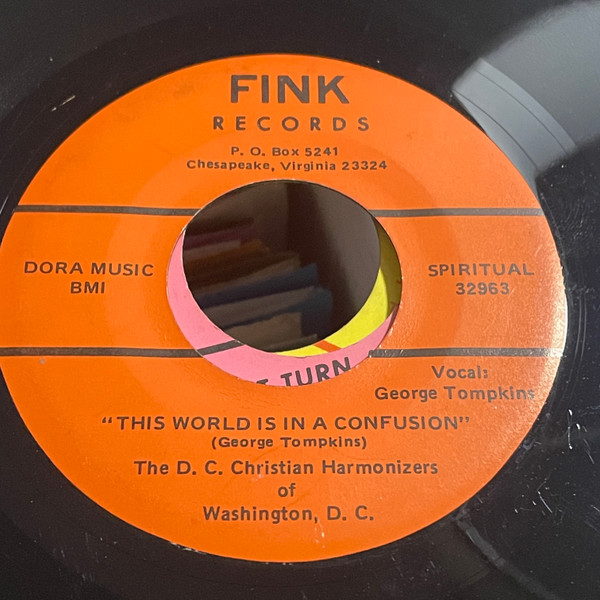 FINK
RECORDS
P. O. Box 5241
Chesapeake, Virginia 23324
DORA MUSIC
BMI
SPIRITUAL
32963
TURN
Vocal:
George Tompkins
"THIS WORLD IS IN A CONFUSION"
(George Tompkins)
The D. C. Christian Harmonizers
of
Washington, D. C.